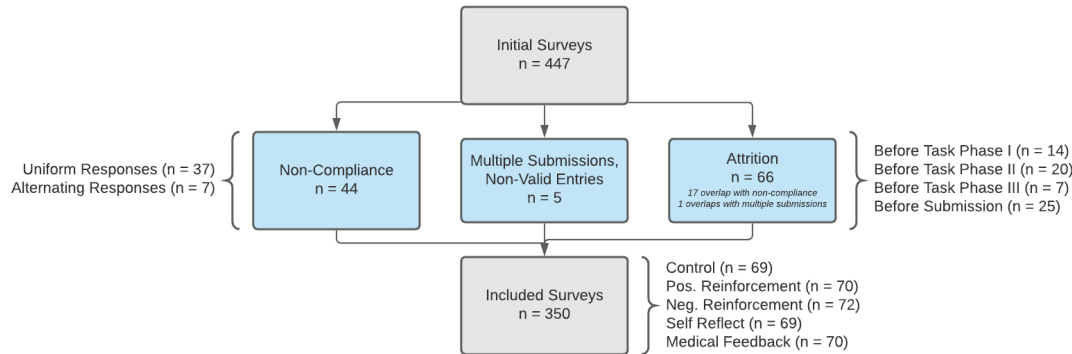 Initial Surveys
n = 447
Uniform Responses (n = 37)
Alternating Responses (n = 7)
Non-Compliance
n = 44
Multiple Submissions,
Non-Valid Entries
n = 5
Attrition
n = 66
17 overlap with non-compliance
1 overlaps with multiple submissions
Before Task Phase I (n = 14)
Before Task Phase II (n = 20)
Before Task Phase III (n = 7)
Before Submission (n = 25)
Included Surveys
n = 350
Control (n = 69)
Pos. Reinforcement (n = 70)
Neg. Reinforcement (n = 72)
Self Reflect (n = 69)
Medical Feedback (n = 70)